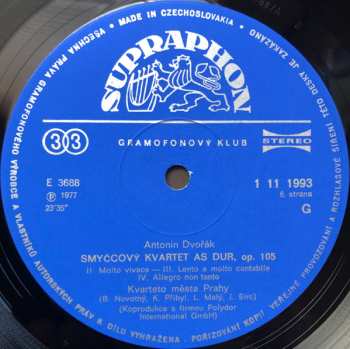 • MADE IN CZECHOSLOVAKIA •
VŠECHNA PRÁVA GRAMOFONOVÉHO VÝROBCE A VLASTNÍKŮ AUTORSKÝCH PRÁV K DÍLU VYHRAŽENA. POŘIZOVÁNÍ KOPIÍ, VEŘEJNÉ PROVOZOVÁNÍ A ROZHLASOVÉ ŠÍŘENÍ TÉTO DESKY JE ZAKÁZÁNO
SUPRAPHON
33
GRAMOFONOVÝ KLUB
STEREO
E 3688
℗ 1977
23'35"
1 11 1993
6. strana
G
Antonín Dvořák
SMYČCOVÝ KVARTET AS DUR, op. 105
II. Molto vivace — III. Lento e molto cantabile
IV. Allegro non tanto
Kvarteto města Prahy
(B. Novotný, K. Přibyl, L. Malý, J. Širc)
(Koprodukce s firmou Polydor
International GmbH)